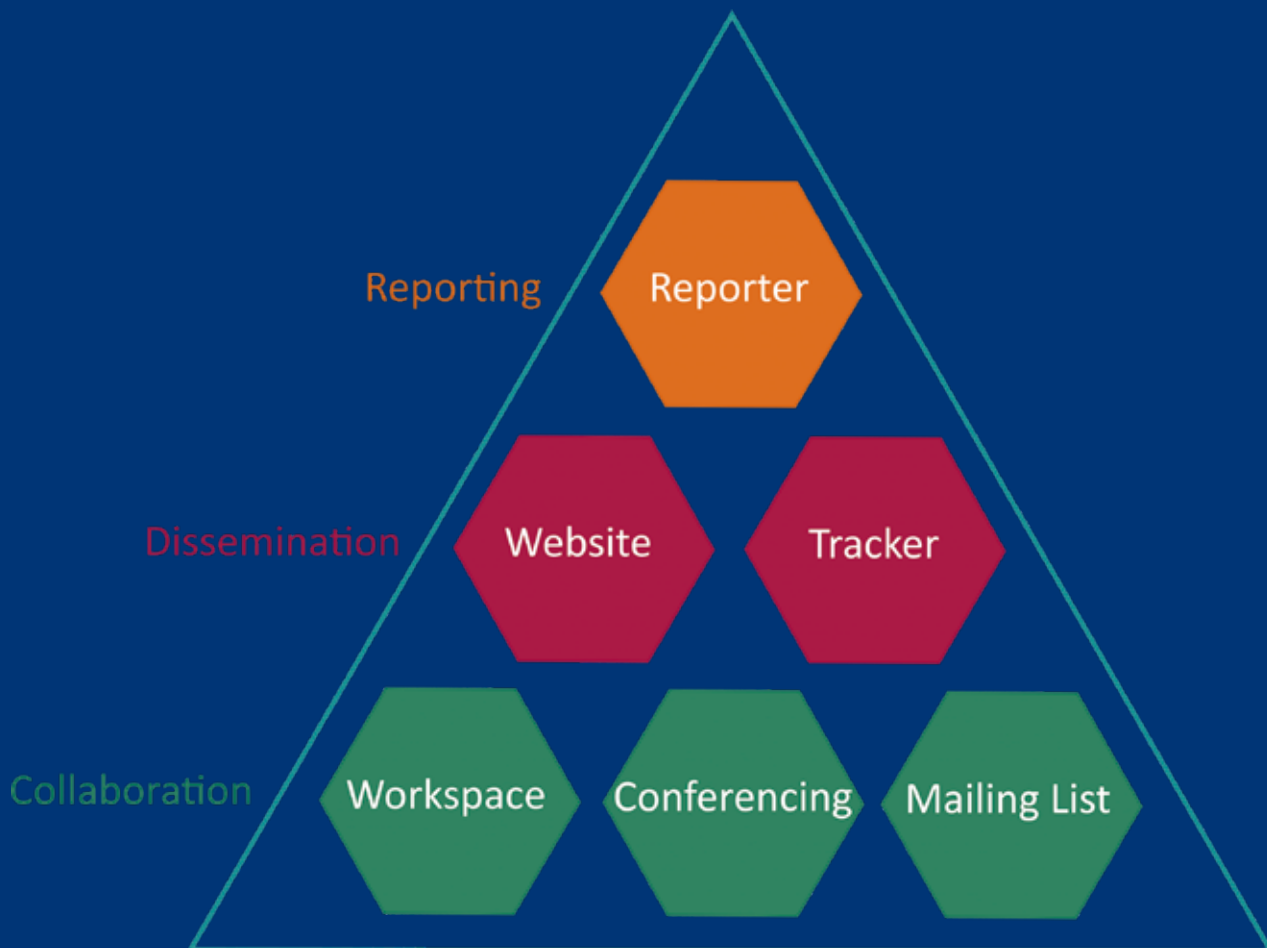 Reporting
Reporter
Dissemination
Website
Tracker
Collaboration
Workspace
Conferencing
Mailing List